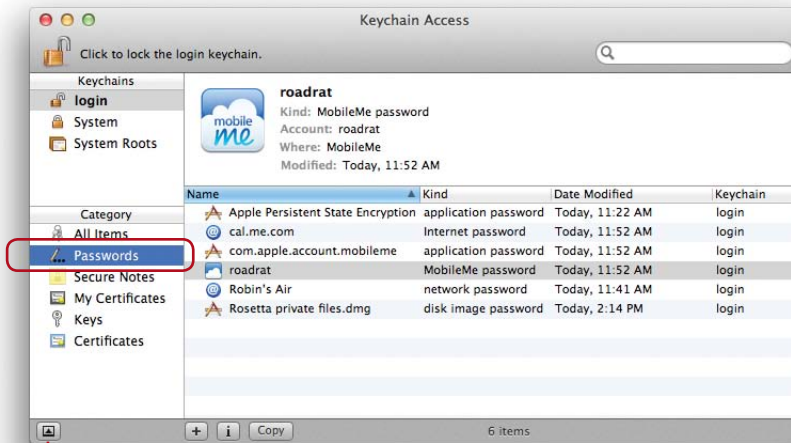 Keychain Access
Click to lock the login keychain.
Keychains
login
System
System Roots
mobile
me
roadrat
Kind: MobileMe password
Account: roadrat
Where: MobileMe
Modified: Today, 11:52 AM
Category
All Items
Passwords
Secure Notes
My Certificates
Keys
Certificates
Name Kind Date Modified Keychain
Apple Persistent State Encryption application password Today, 11:22 AM login
cal.me.com Internet password Today, 11:52 AM login
com.apple.account.mobileme application password Today, 11:52 AM login
roadrat MobileMe password Today, 11:52 AM login
Robin's Air network password Today, 11:41 AM login
Rosetta private files.dmg disk image password Today, 2:14 PM login
+ i Copy 6 items